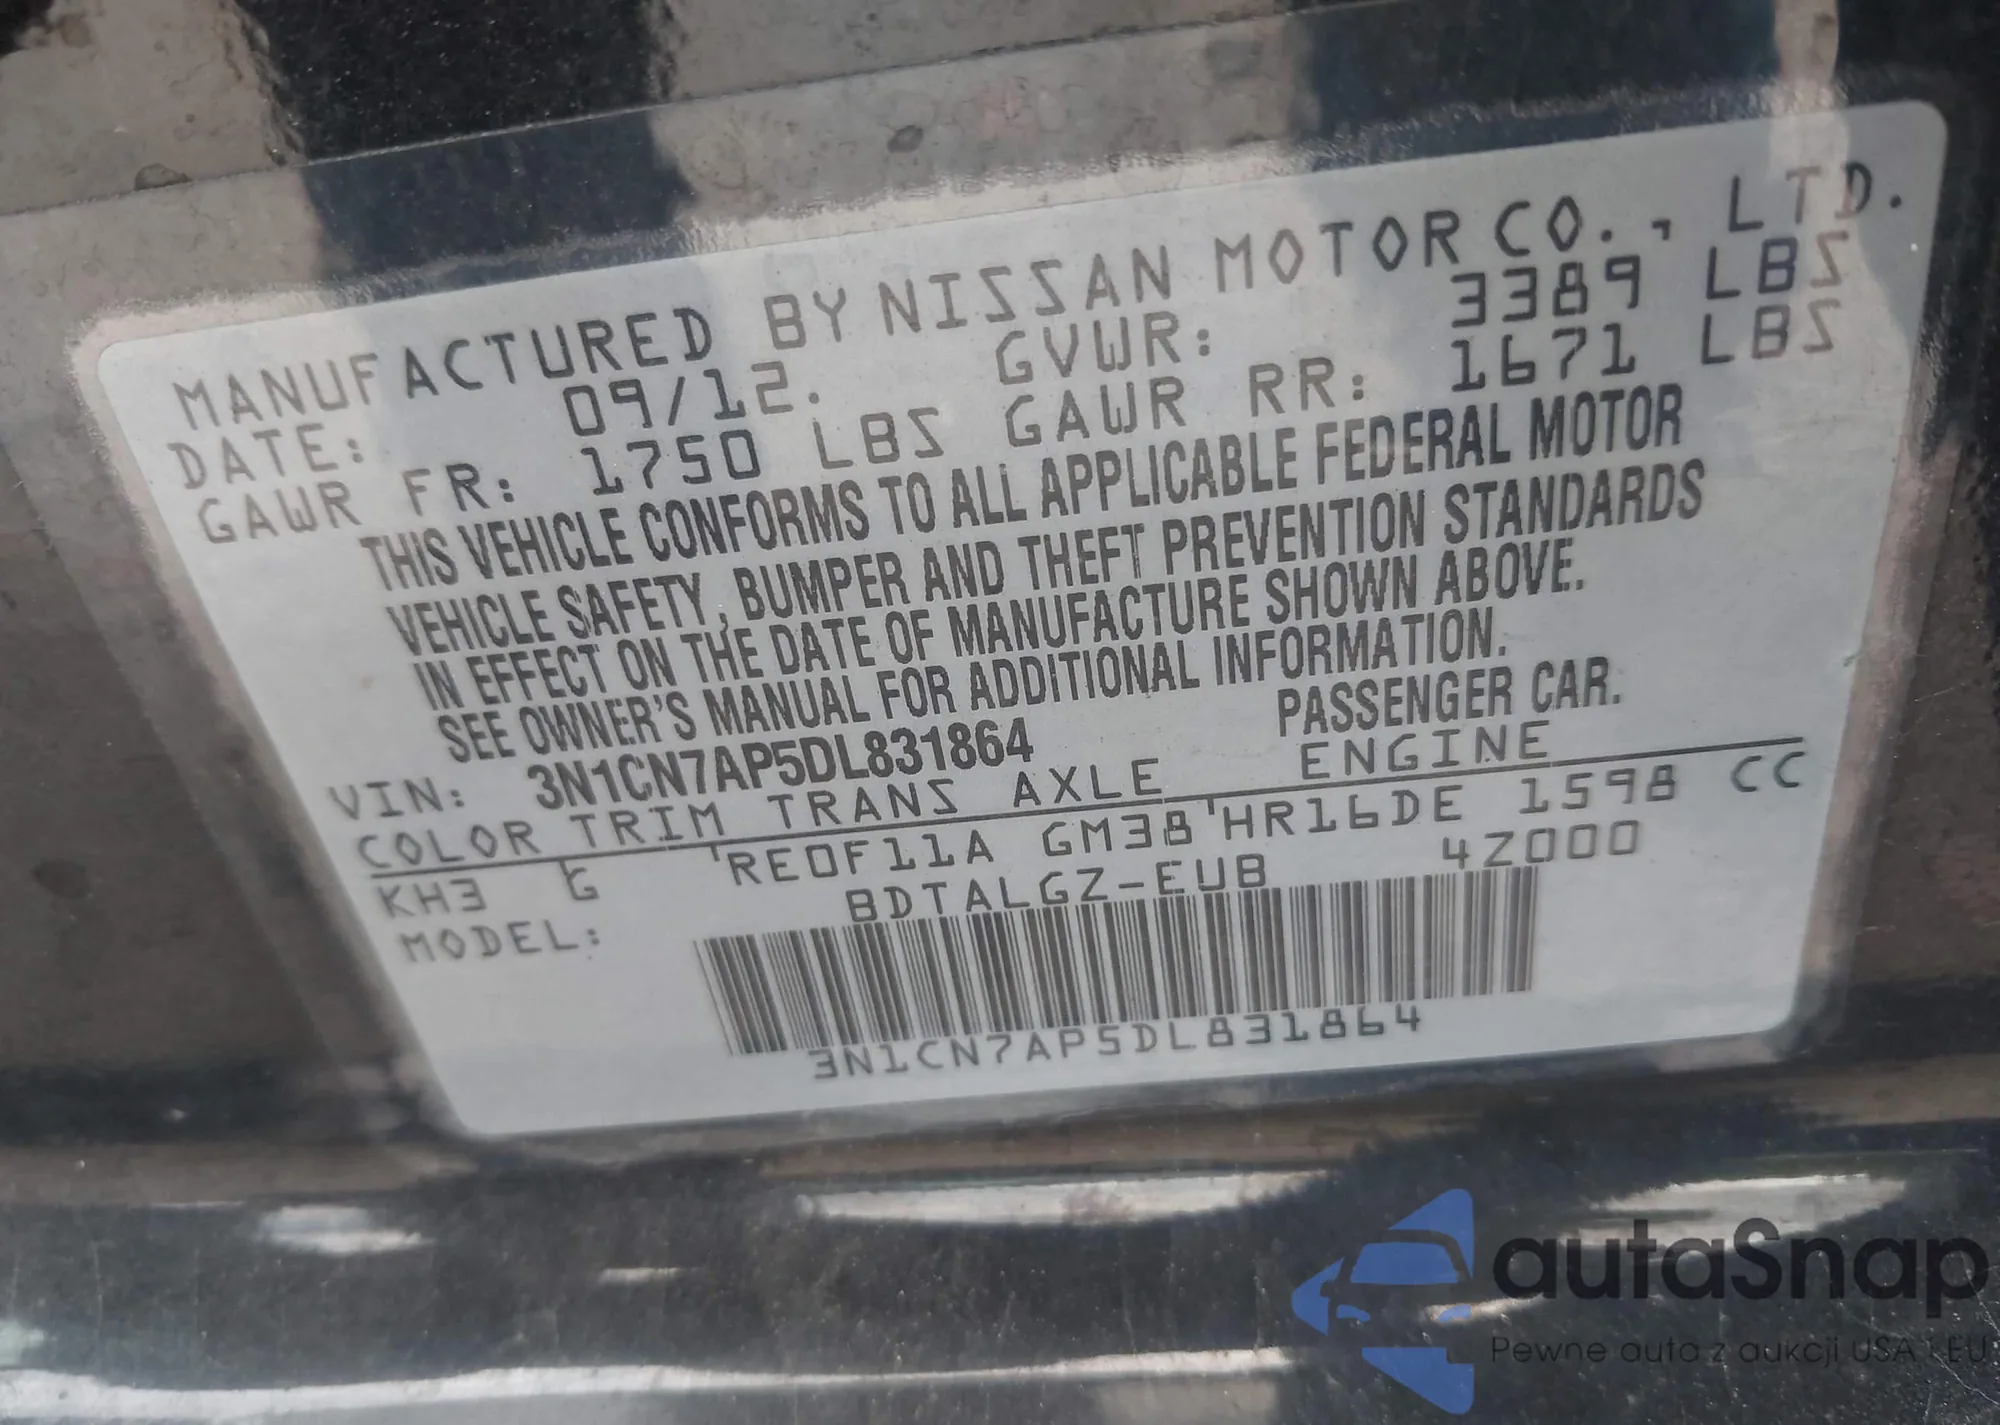 MANUFACTURED BY NISSAN MOTOR CO., LTD.
DATE: 09/12. GVWR: 3389 LBS
GAWR FR: 1750 LBS GAWR RR: 1671 LBS
THIS VEHICLE CONFORMS TO ALL APPLICABLE FEDERAL MOTOR
VEHICLE SAFETY, BUMPER AND THEFT PREVENTION STANDARDS
IN EFFECT ON THE DATE OF MANUFACTURE SHOWN ABOVE.
SEE OWNER'S MANUAL FOR ADDITIONAL INFORMATION.
VIN: 3N1CN7AP5DL831864 PASSENGER CAR.
COLOR TRIM TRANS AXLE ENGINE
KH3 G RE0F11A GM38 HR16DE 1598 CC
MODEL: BDTALGZ-EUB 4Z000
3N1CN7AP5DL831864
autaSnap
Pewne auta z aukcji USA i EU